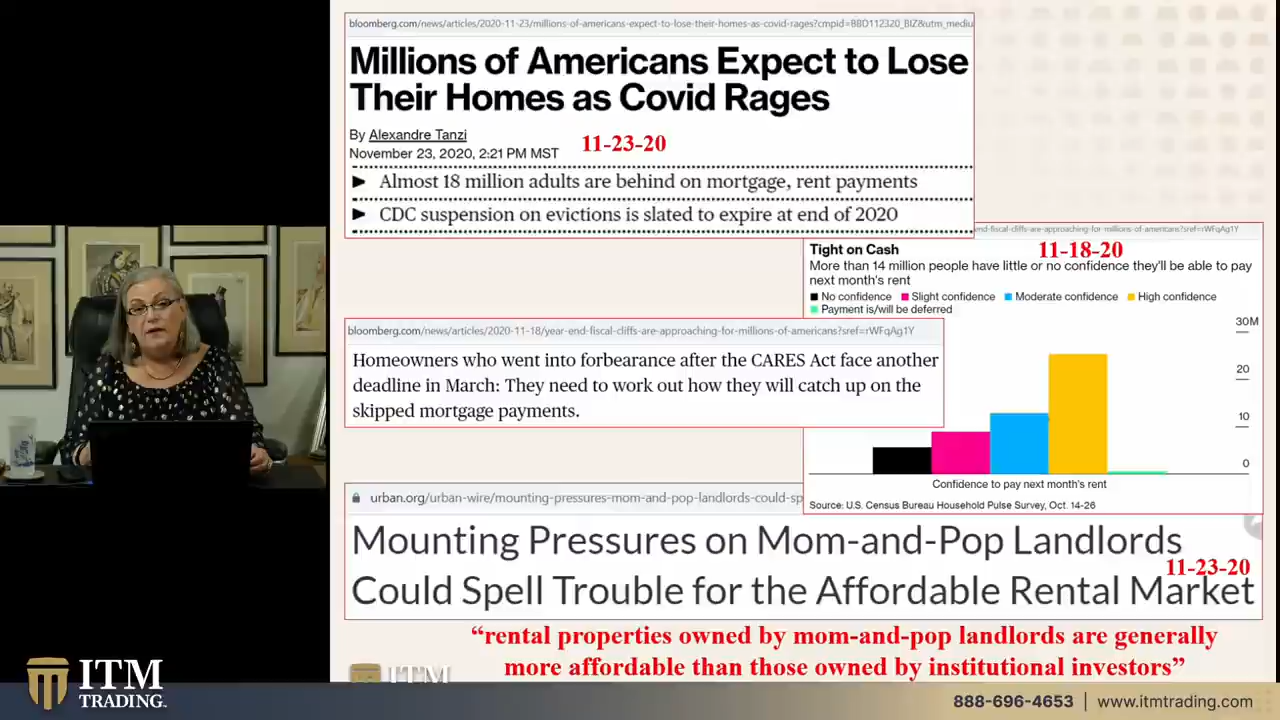 bloomberg.com/news/articles/2020-11-23/millions-of-americans-expect-to-lose-their-homes-as-covid-rages?cmpid=BBD112320_BIZ&utm_mediu
Millions of Americans Expect to Lose
Their Homes as Covid Rages
By Alexandre Tanzi
November 23, 2020, 2:21 PM MST
11-23-20
Almost 18 million adults are behind on mortgage, rent payments
CDC suspension on evictions is slated to expire at end of 2020
end-fiscal-cliffs-are-approaching-for-millions-of-americans?sref=rWFqAg1Y
Tight on Cash
11-18-20
More than 14 million people have little or no confidence they'll be able to pay
next month's rent
No confidence Slight confidence Moderate confidence High confidence
Payment is/will be deferred
30M
20
10
0
Confidence to pay next month's rent
Source: U.S. Census Bureau Household Pulse Survey, Oct. 14-26
bloomberg.com/news/articles/2020-11-18/year-end-fiscal-cliffs-are-approaching-for-millions-of-americans?sref=rWFqAg1Y
Homeowners who went into forbearance after the CARES Act face another
deadline in March: They need to work out how they will catch up on the
skipped mortgage payments.
urban.org/urban-wire/mounting-pressures-mom-and-pop-landlords-could-sp
Mounting Pressures on Mom-and-Pop Landlords
11-23-20
Could Spell Trouble for the Affordable Rental Market
“rental properties owned by mom-and-pop landlords are generally
more affordable than those owned by institutional investors”
ITM
ITM
TRADING.
888-696-4653 | www.itmtrading.com